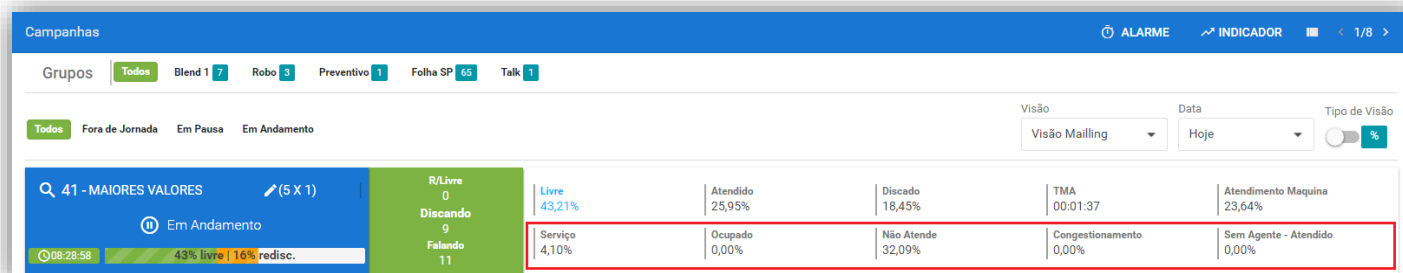 Campanhas
ALARME INDICADOR 1/8
Grupos Todos Blend 1 7 Robo 3 Preventivo 1 Folha SP 65 Talk 1
Visão Data Tipo de Visão
Todos Fora de Jornada Em Pausa Em Andamento Visão Mailling Hoje %
41 - MAIORES VALORES (5 X 1)
Em Andamento
08:28:58 43% livre | 16% redisc.
R/Livre
0
Discando
9
Falando
11
Livre Atendido Discado TMA Atendimento Maquina
43,21% 25,95% 18,45% 00:01:37 23,64%
Serviço Ocupado Não Atende Congestionamento Sem Agente - Atendido
4,10% 0,00% 32,09% 0,00% 0,00%